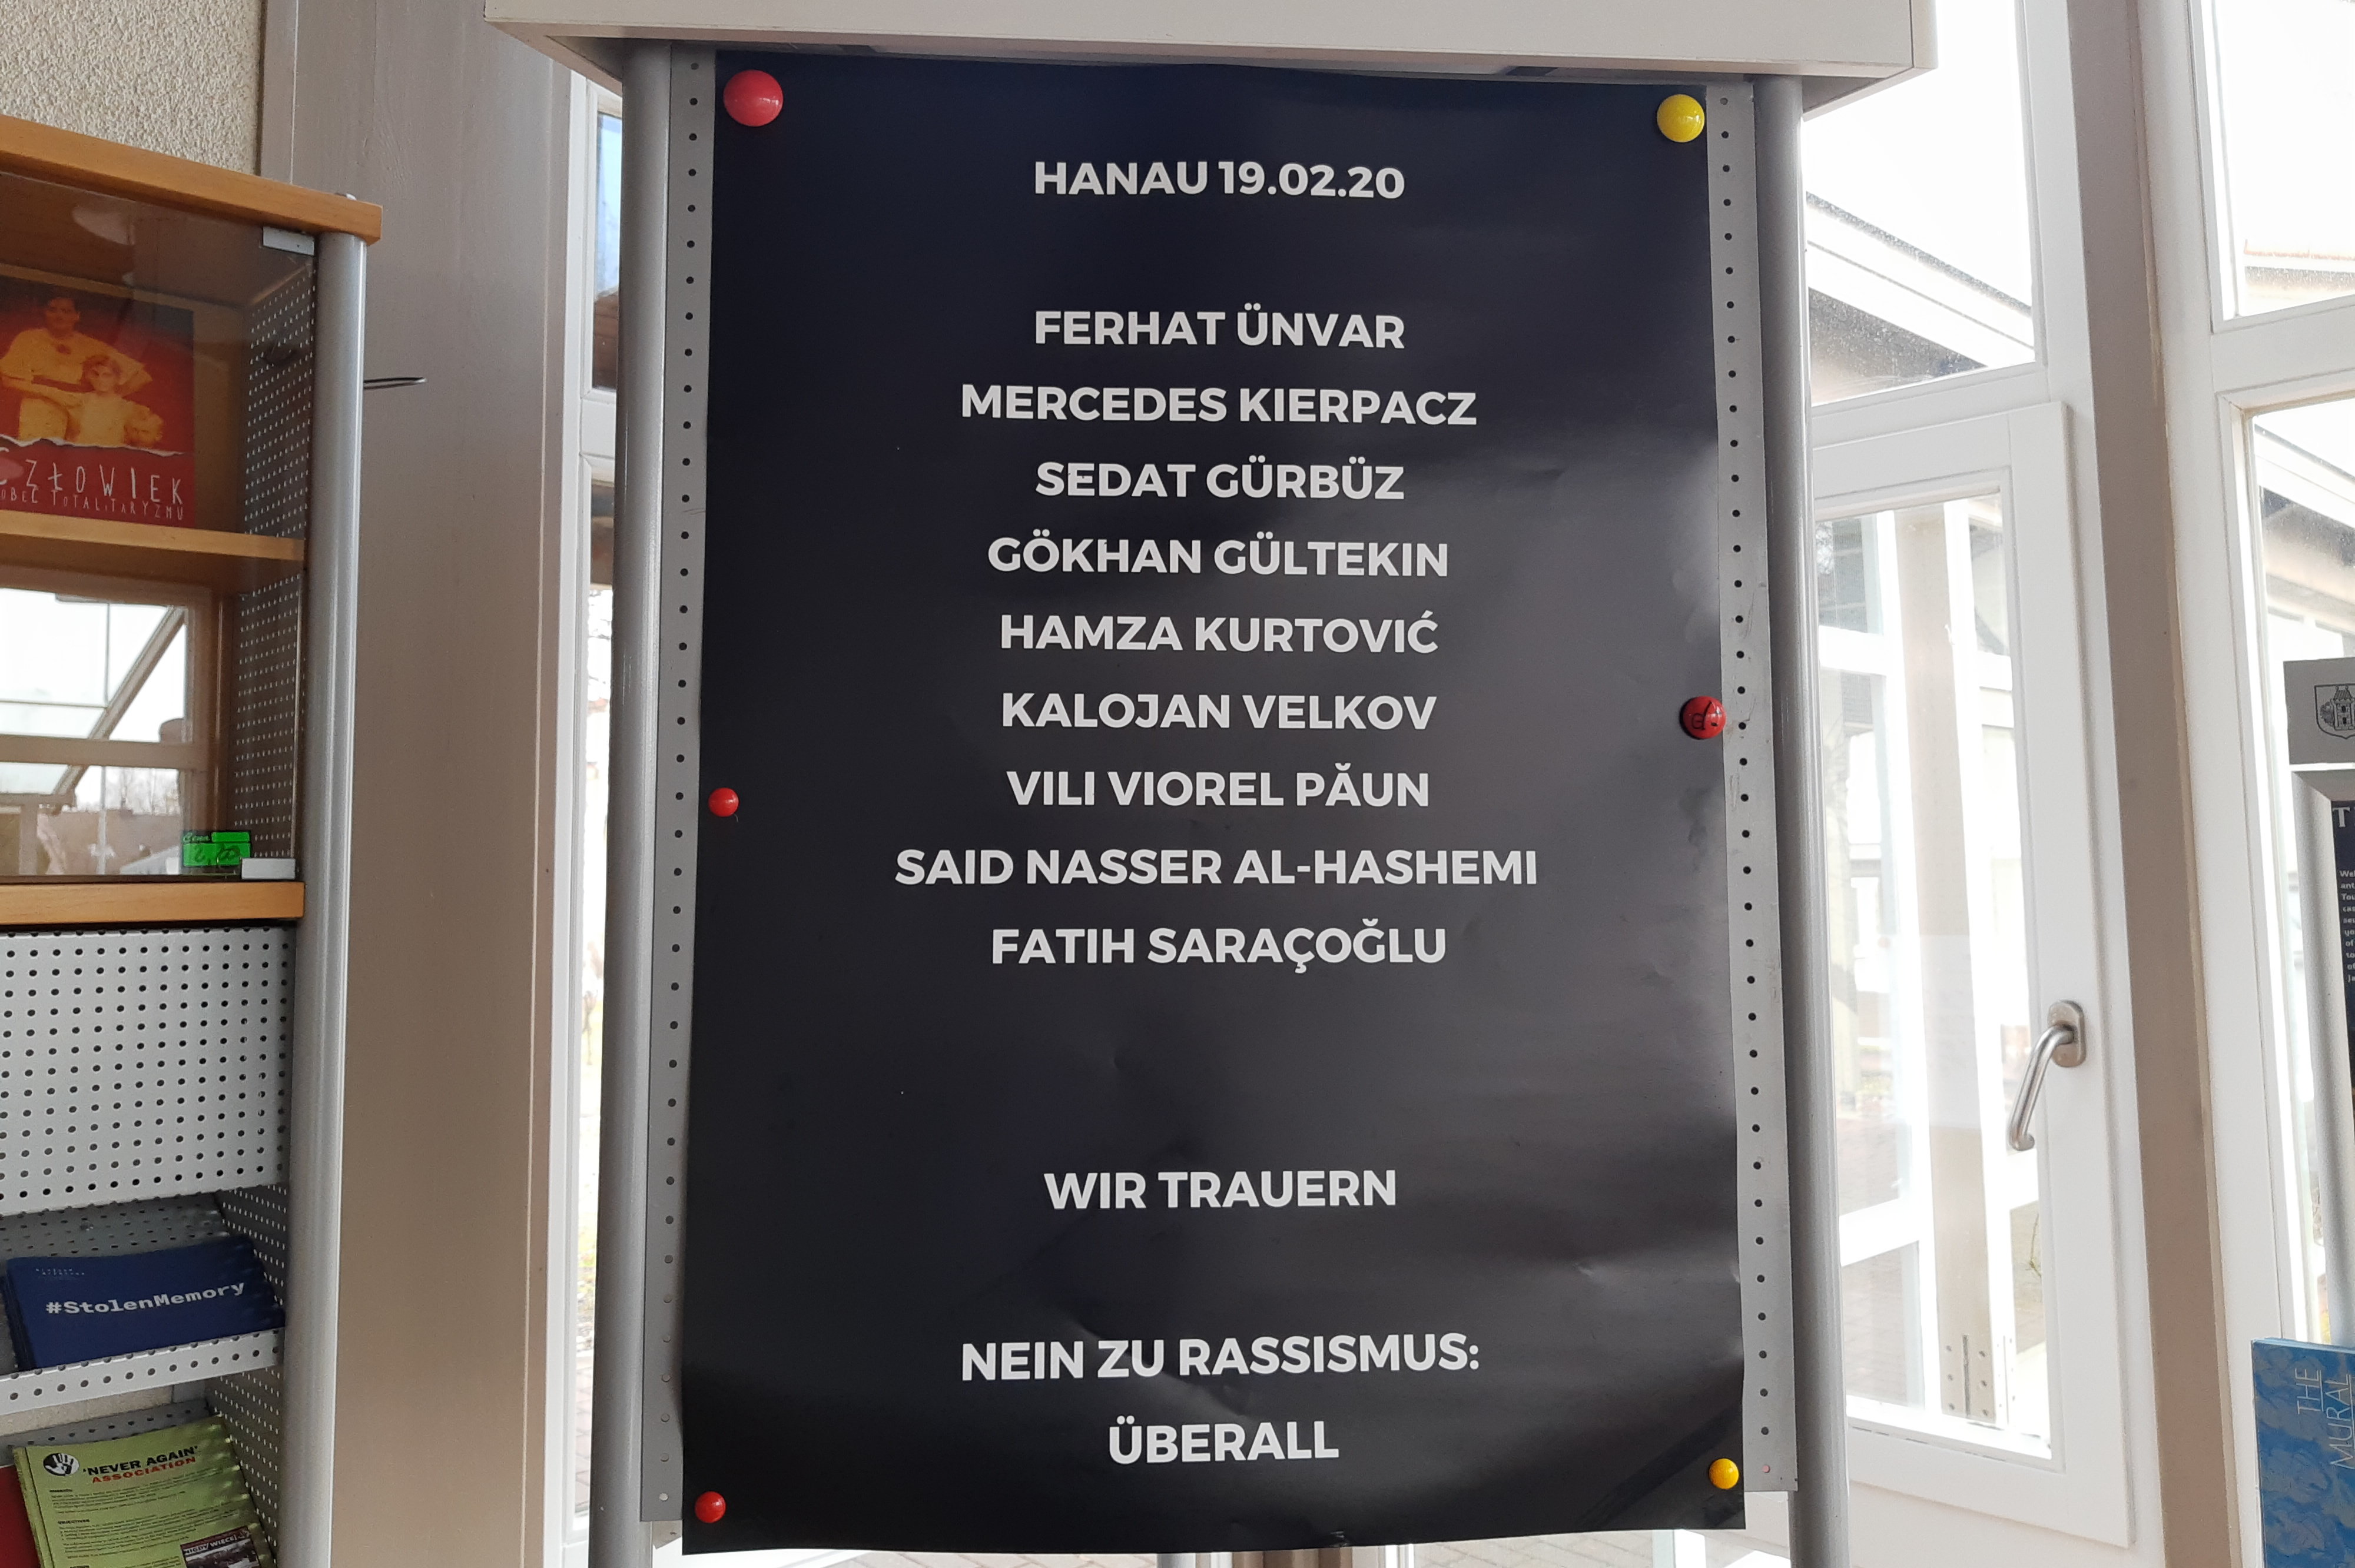 HANAU 19.02.20
FERHAT ÜNVAR
MERCEDES KIERPACZ
SEDAT GÜRBÜZ
GÖKHAN GÜLTEKIN
HAMZA KURTOVIĆ
KALOJAN VELKOV
VILI VIOREL PĂUN
SAID NASSER AL-HASHEMI
FATIH SARAÇOĞLU
WIR TRAUERN
NEIN ZU RASSISMUS:
ÜBERALL
CZŁOWIEK
TOTALITARYZMU
Cena
#StolenMemory
'NEVER AGAIN'
ASSOCIATION
THE
MURAL